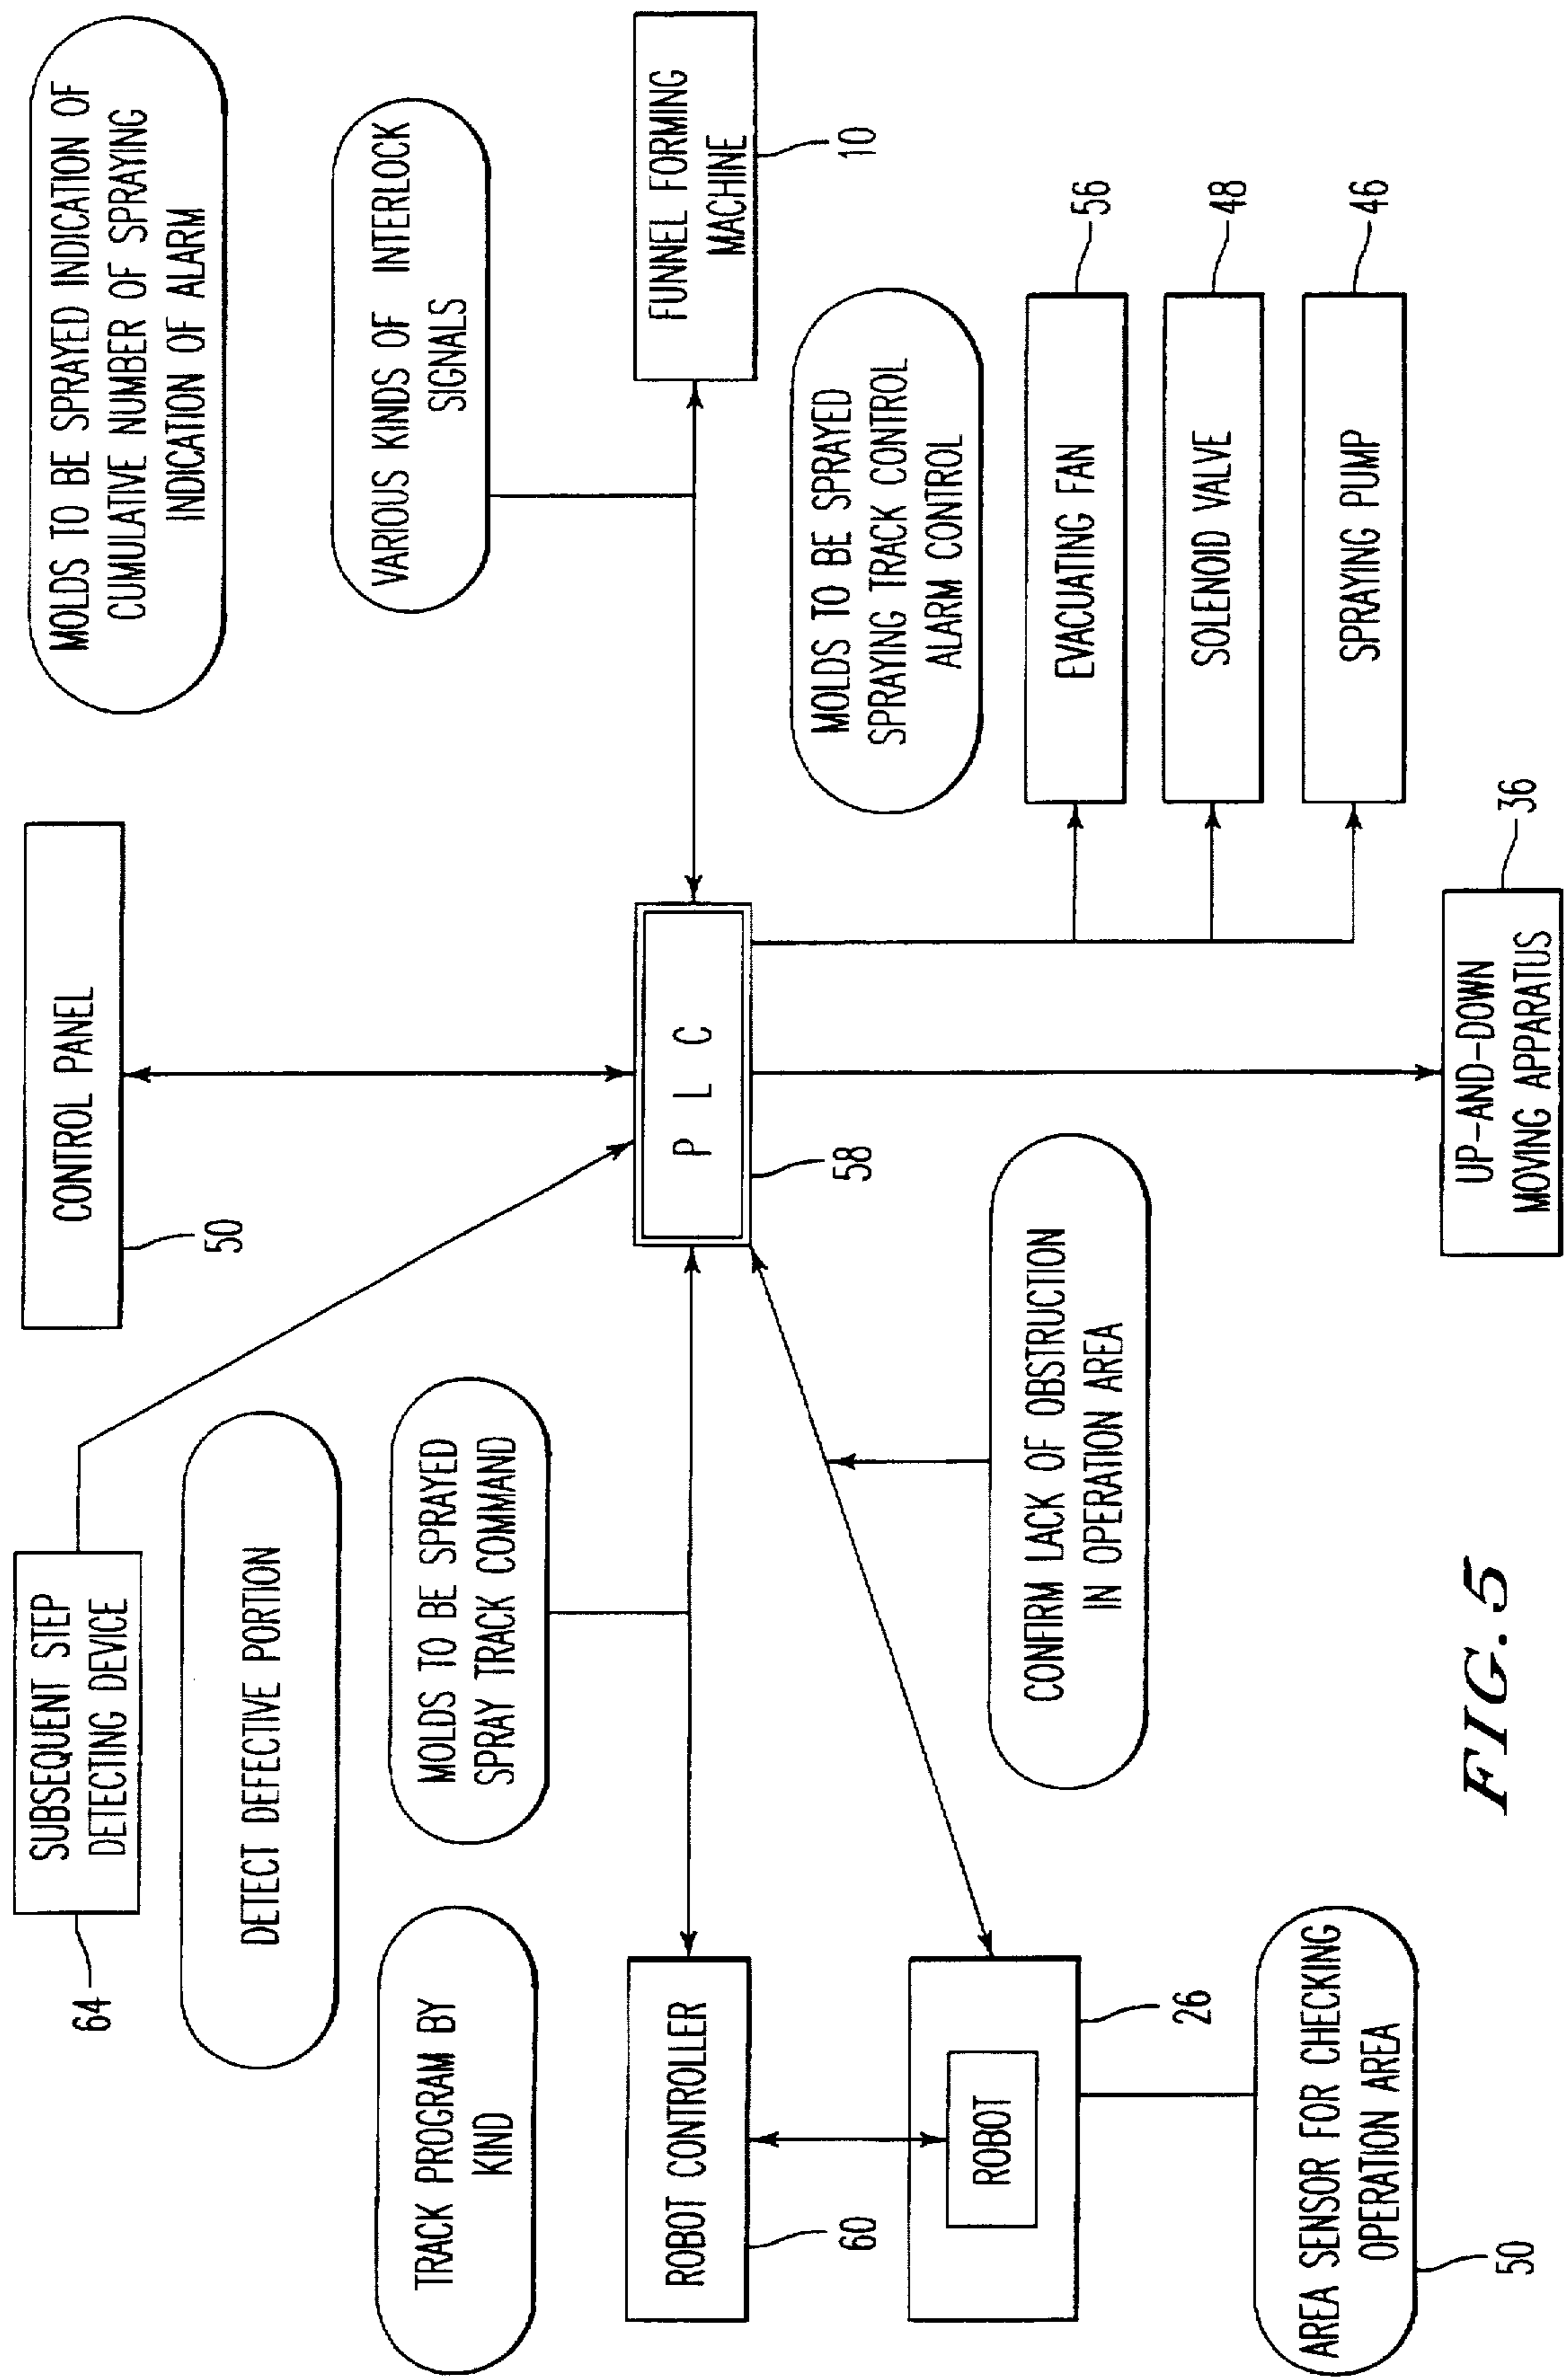 SUBSEQUENT STEP
DETECTING DEVICE
64
CONTROL PANEL
50
MOLDS TO BE SPRAYED INDICATION OF
CUMULATIVE NUMBER OF SPRAYING
INDICATION OF ALARM
DETECT DEFECTIVE PORTION
TRACK PROGRAM BY
KIND
MOLDS TO BE SPRAYED
SPRAY TRACK COMMAND
VARIOUS KINDS OF INTERLOCK
SIGNALS
ROBOT CONTROLLER
60
P L C
58
FUNNEL FORMING
MACHINE
10
MOLDS TO BE SPRAYED
SPRAYING TRACK CONTROL
ALARM CONTROL
ROBOT
26
CONFIRM LACK OF OBSTRUCTION
IN OPERATION AREA
EVACUATING FAN
56
SOLENOID VALVE
48
SPRAYING PUMP
46
AREA SENSOR FOR CHECKING
OPERATION AREA
50
UP-AND-DOWN
MOVING APPARATUS
36
FIG. 5